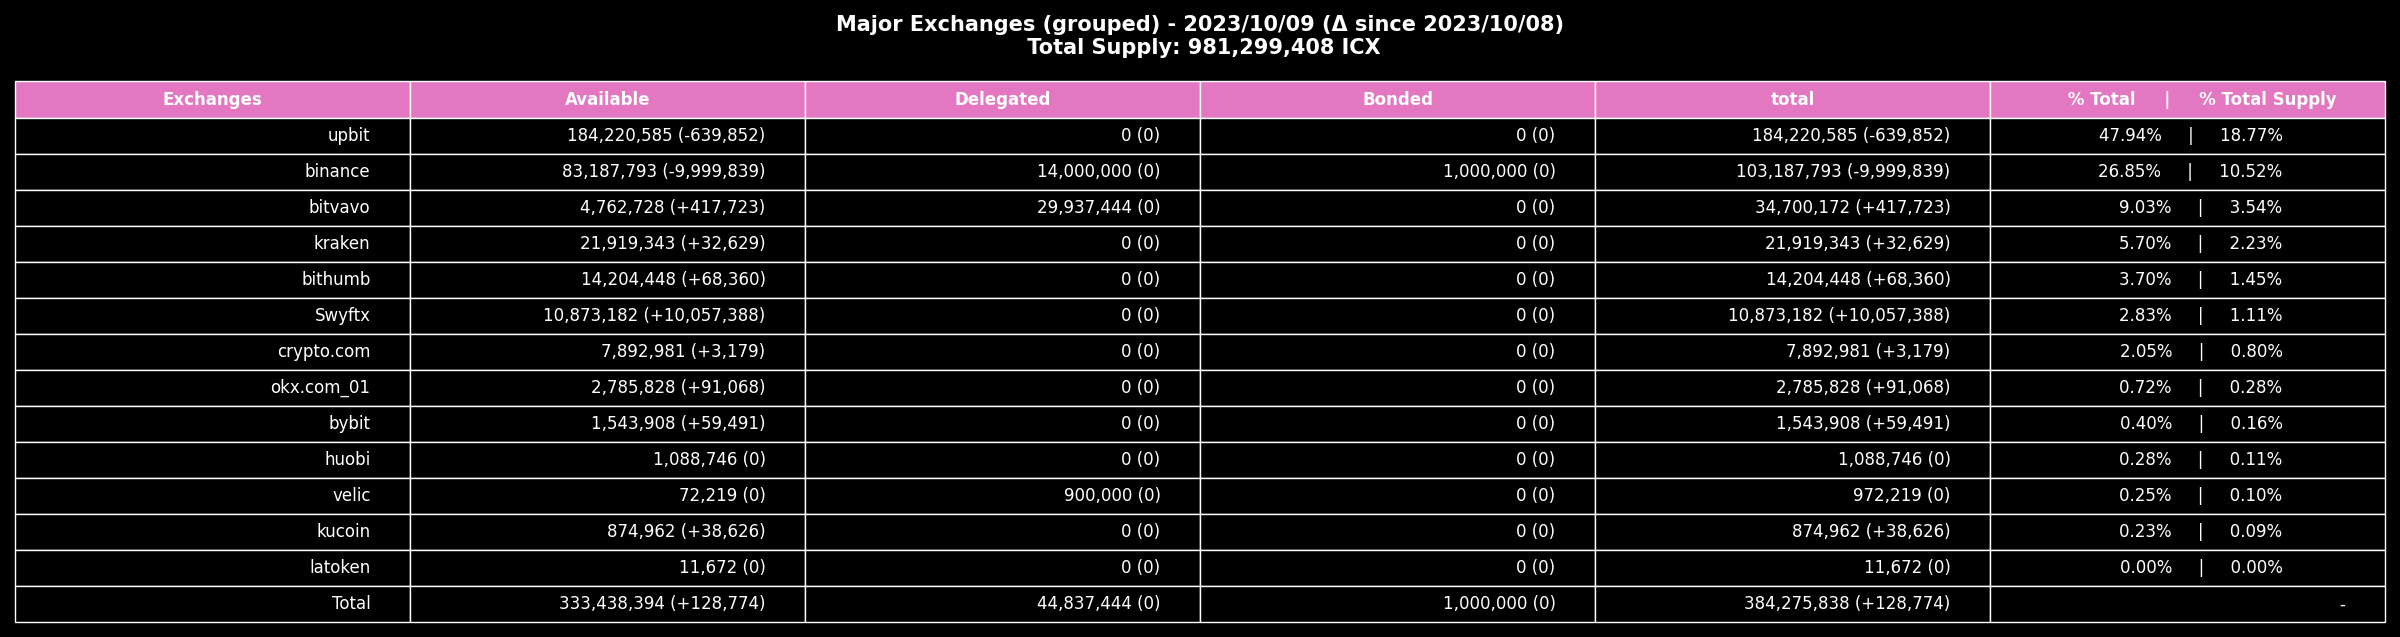 Major Exchanges (grouped) - 2023/10/09 (Δ since 2023/10/08)
Total Supply: 981,299,408 ICX
Exchanges Available Delegated Bonded total % Total | % Total Supply
upbit 184,220,585 (-639,852) 0 (0) 0 (0) 184,220,585 (-639,852) 47.94% | 18.77%
binance 83,187,793 (-9,999,839) 14,000,000 (0) 1,000,000 (0) 103,187,793 (-9,999,839) 26.85% | 10.52%
bitvavo 4,762,728 (+417,723) 29,937,444 (0) 0 (0) 34,700,172 (+417,723) 9.03% | 3.54%
kraken 21,919,343 (+32,629) 0 (0) 0 (0) 21,919,343 (+32,629) 5.70% | 2.23%
bithumb 14,204,448 (+68,360) 0 (0) 0 (0) 14,204,448 (+68,360) 3.70% | 1.45%
Swyftx 10,873,182 (+10,057,388) 0 (0) 0 (0) 10,873,182 (+10,057,388) 2.83% | 1.11%
crypto.com 7,892,981 (+3,179) 0 (0) 0 (0) 7,892,981 (+3,179) 2.05% | 0.80%
okx.com_01 2,785,828 (+91,068) 0 (0) 0 (0) 2,785,828 (+91,068) 0.72% | 0.28%
bybit 1,543,908 (+59,491) 0 (0) 0 (0) 1,543,908 (+59,491) 0.40% | 0.16%
huobi 1,088,746 (0) 0 (0) 0 (0) 1,088,746 (0) 0.28% | 0.11%
velic 72,219 (0) 900,000 (0) 0 (0) 972,219 (0) 0.25% | 0.10%
kucoin 874,962 (+38,626) 0 (0) 0 (0) 874,962 (+38,626) 0.23% | 0.09%
latoken 11,672 (0) 0 (0) 0 (0) 11,672 (0) 0.00% | 0.00%
Total 333,438,394 (+128,774) 44,837,444 (0) 1,000,000 (0) 384,275,838 (+128,774) -